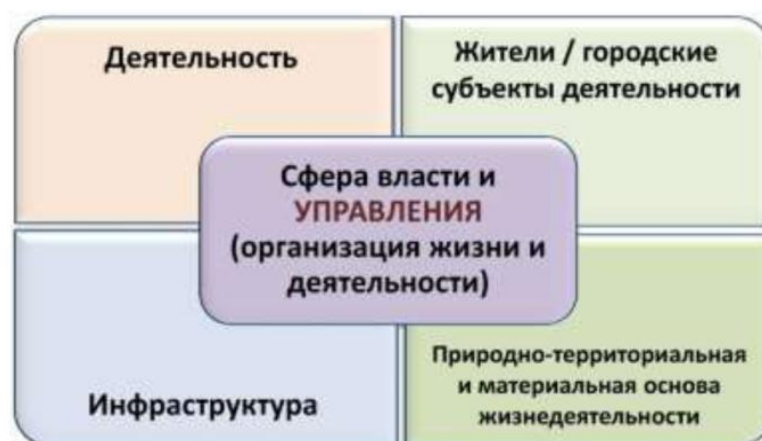 Деятельность
Жители / городские
субъекты деятельности
Сфера власти и
УПРАВЛЕНИЯ
(организация жизни и
деятельности)
Инфраструктура
Природно-территориальная
и материальная основа
жизнедеятельности